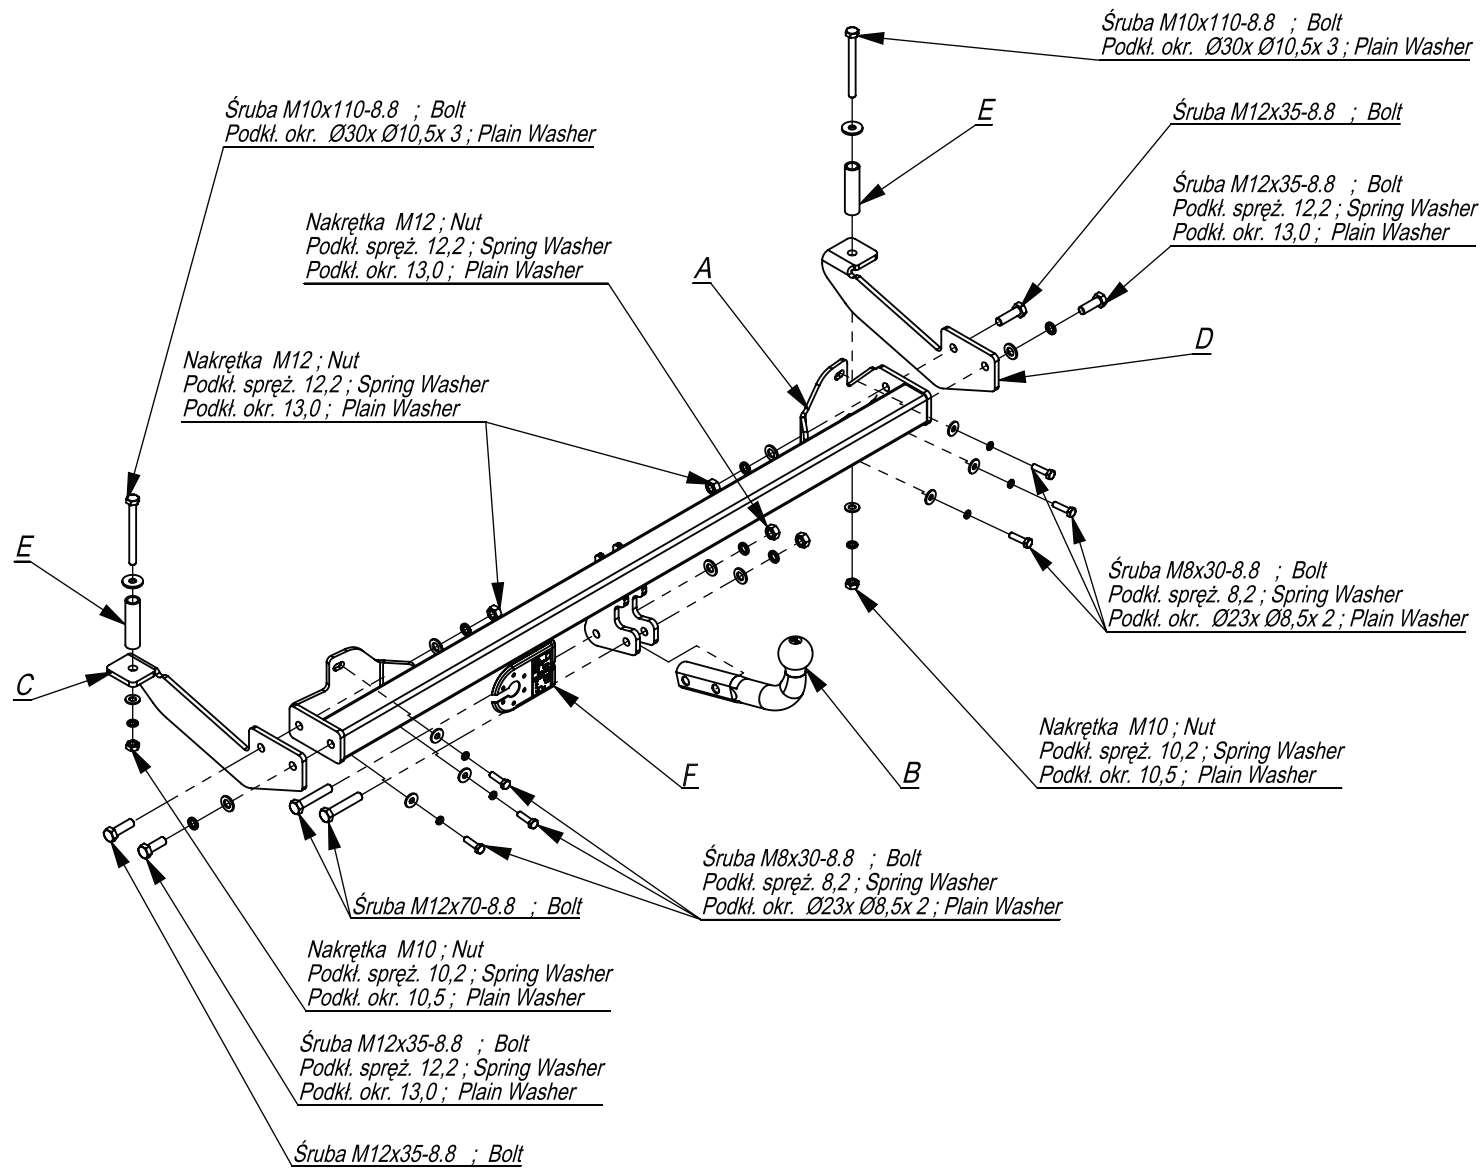 Śruba M10x110-8.8 ; Bolt
Podkł. okr. Ø30x Ø10,5x 3 ; Plain Washer
Śruba M10x110-8.8 ; Bolt
Podkł. okr. Ø30x Ø10,5x 3 ; Plain Washer
E
Śruba M12x35-8.8 ; Bolt
Śruba M12x35-8.8 ; Bolt
Podkł. spręż. 12,2 ; Spring Washer
Podkł. okr. 13,0 ; Plain Washer
Nakrętka M12 ; Nut
Podkł. spręż. 12,2 ; Spring Washer
Podkł. okr. 13,0 ; Plain Washer
A
D
Nakrętka M12 ; Nut
Podkł. spręż. 12,2 ; Spring Washer
Podkł. okr. 13,0 ; Plain Washer
E
Śruba M8x30-8.8 ; Bolt
Podkł. spręż. 8,2 ; Spring Washer
Podkł. okr. Ø23x Ø8,5x 2 ; Plain Washer
C
F
B
Nakrętka M10 ; Nut
Podkł. spręż. 10,2 ; Spring Washer
Podkł. okr. 10,5 ; Plain Washer
Śruba M8x30-8.8 ; Bolt
Podkł. spręż. 8,2 ; Spring Washer
Podkł. okr. Ø23x Ø8,5x 2 ; Plain Washer
Śruba M12x70-8.8 ; Bolt
Nakrętka M10 ; Nut
Podkł. spręż. 10,2 ; Spring Washer
Podkł. okr. 10,5 ; Plain Washer
Śruba M12x35-8.8 ; Bolt
Podkł. spręż. 12,2 ; Spring Washer
Podkł. okr. 13,0 ; Plain Washer
Śruba M12x35-8.8 ; Bolt